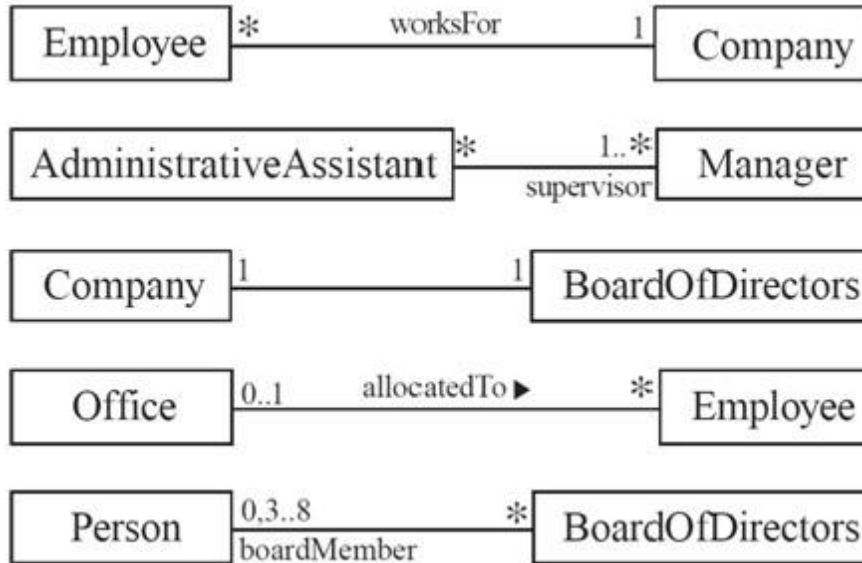 Employee * worksFor 1 Company
AdministrativeAssistant * 1..* Manager
supervisor
Company 1 1 BoardOfDirectors
Office 0..1 allocatedTo ▶ * Employee
Person 0,3..8 * BoardOfDirectors
boardMember